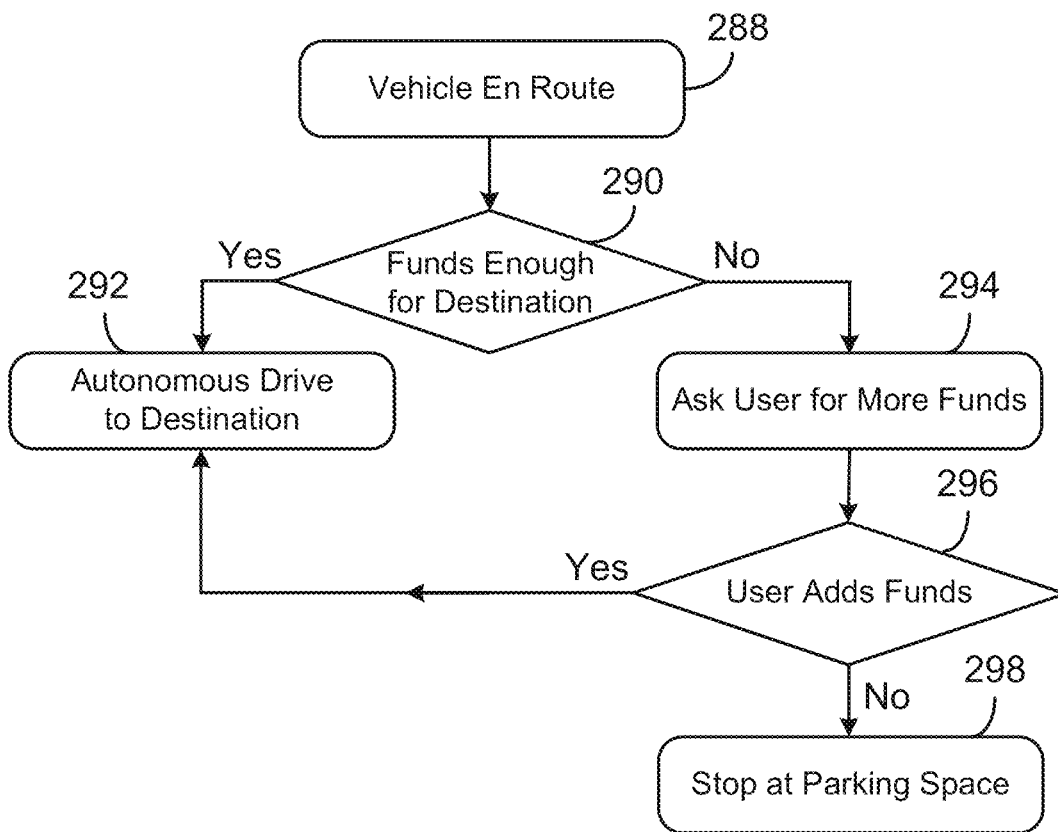 288
Vehicle En Route
290
Yes
Funds Enough
for Destination
No
292
294
Autonomous Drive
to Destination
Ask User for More Funds
296
Yes
User Adds Funds
298
No
Stop at Parking Space